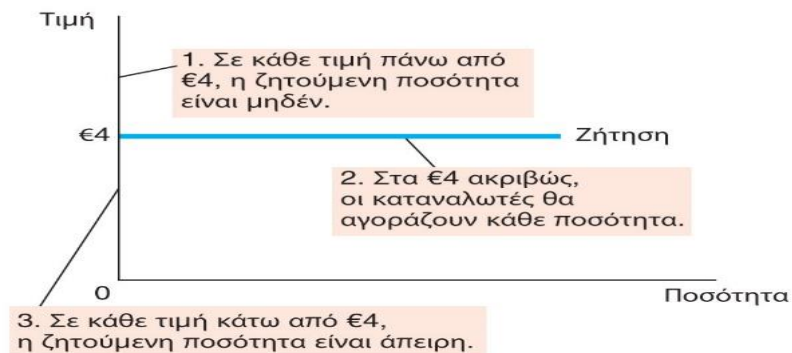 Τιμή
1. Σε κάθε τιμή πάνω από
€4, η ζητούμενη ποσότητα
είναι μηδέν.
€4
Ζήτηση
2. Στα €4 ακριβώς,
οι καταναλωτές θα
αγοράζουν κάθε ποσότητα.
0
Ποσότητα
3. Σε κάθε τιμή κάτω από €4,
η ζητούμενη ποσότητα είναι άπειρη.